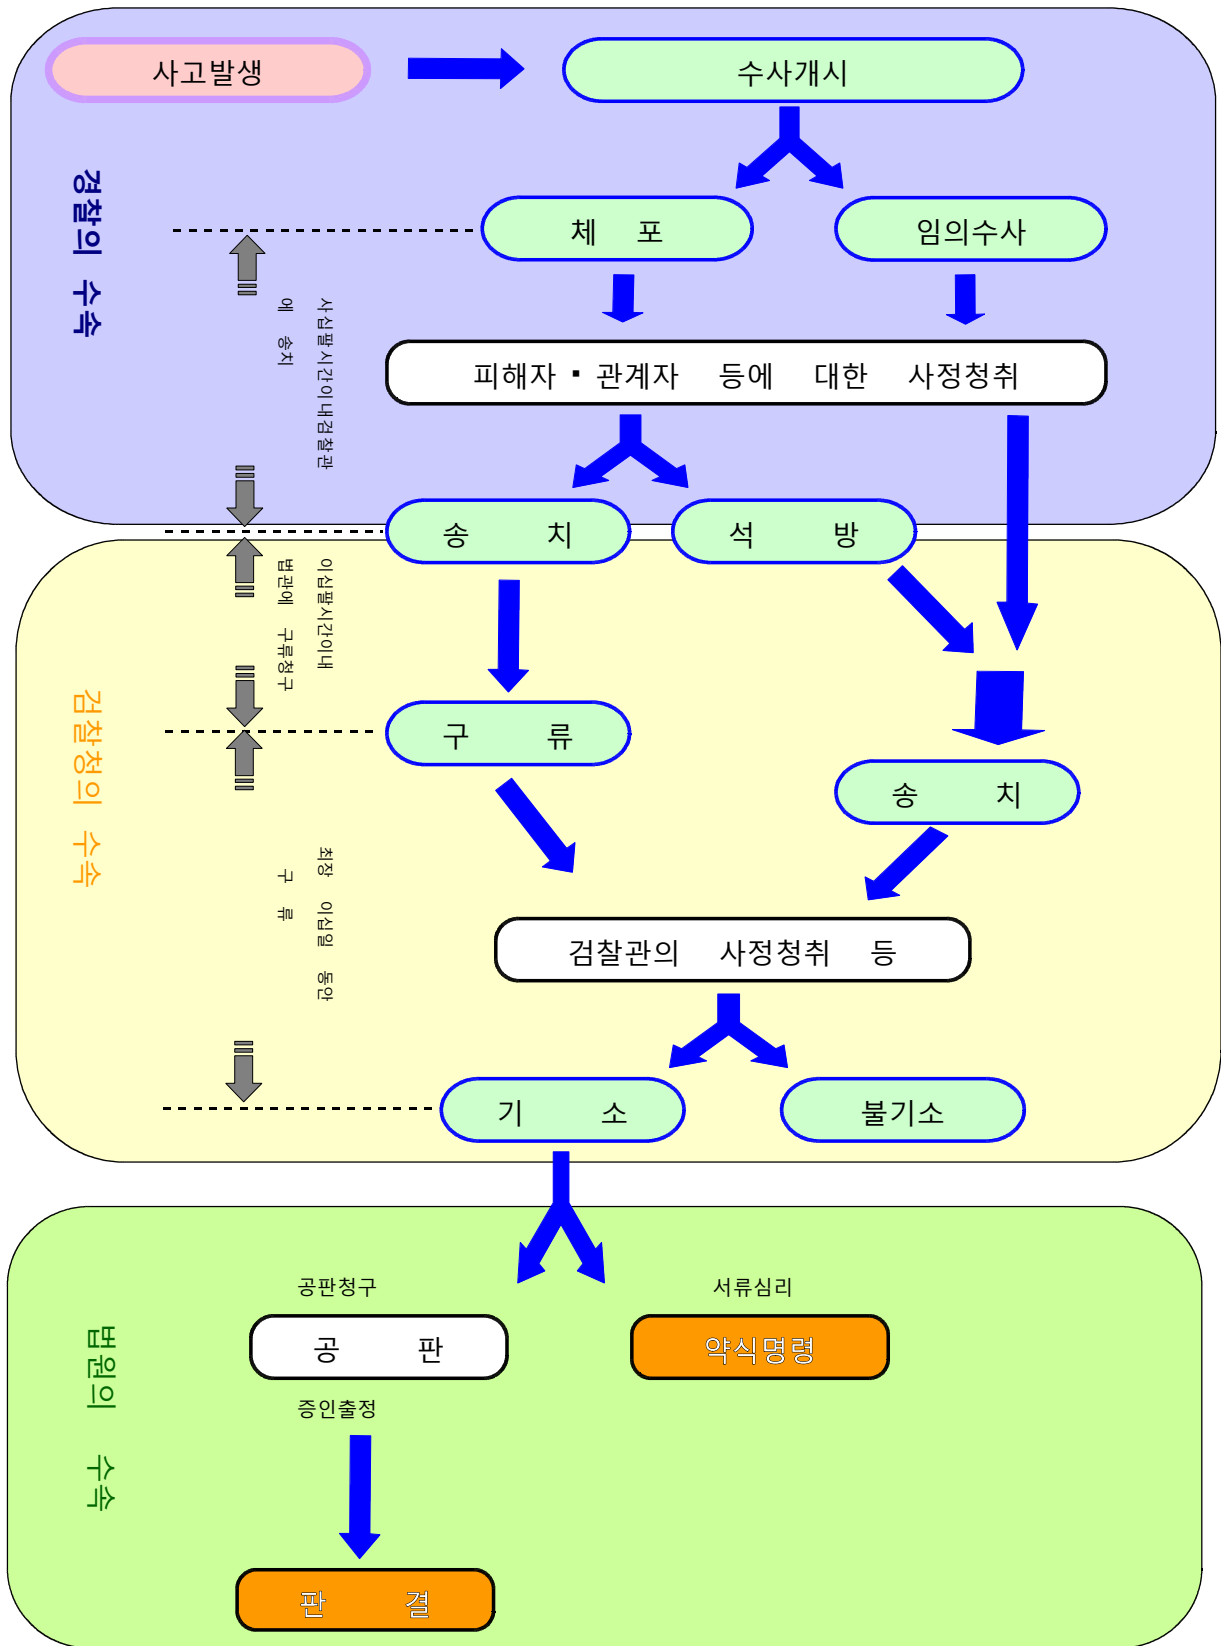 사고발생
수사개시
경찰의 수속
체 포
임의수사
사십팔시간이내검찰관
에 송치
피해자 ▪ 관계자 등에 대한 사정청취
송 치
석 방
이십팔시간이내
법관에 구류청구
검찰청의 수속
구 류
송 치
최장 이십일 동안
구 류
검찰관의 사정청취 등
기 소
불기소
법원의 수속
공판청구
서류심리
공 판
약식명령
증인출정
판 결